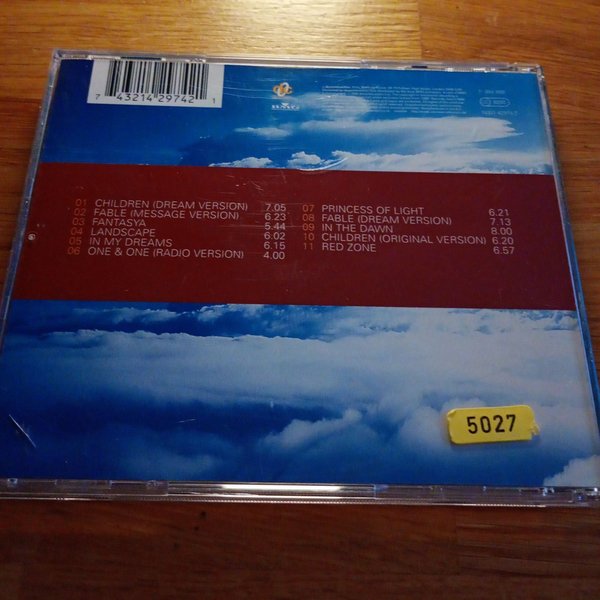 7 43214 29742 1
BMG
01 CHILDREN (DREAM VERSION) 7.05
02 FABLE (MESSAGE VERSION) 6.23
03 FANTASYA 5.44
04 LANDSCAPE 6.02
05 IN MY DREAMS 6.15
06 ONE & ONE (RADIO VERSION) 4.00
07 PRINCESS OF LIGHT 6.21
08 FABLE (DREAM VERSION) 7.13
09 IN THE DAWN 8.00
10 CHILDREN (ORIGINAL VERSION) 6.20
11 RED ZONE 6.57
5027